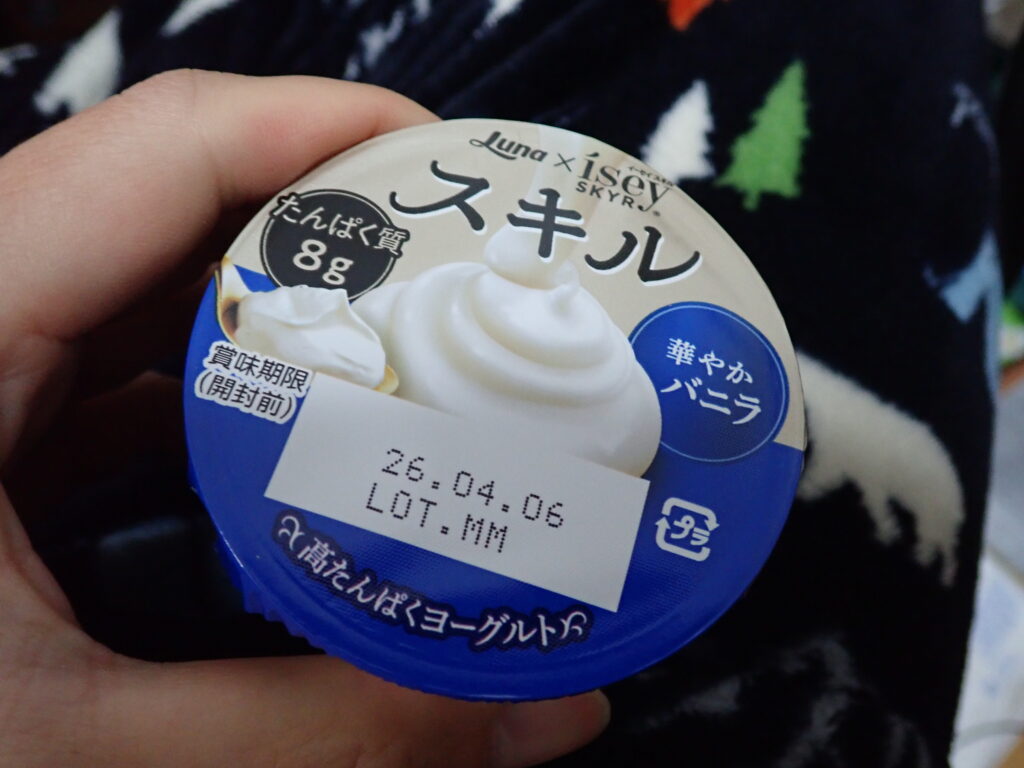 Luna × ísey
SKYR®
スキル
たんぱく質
8g
華やか
バニラ
賞味期限
(開封前)
26.04.06
LOT.MM
プラ
高たんぱくヨーグルト